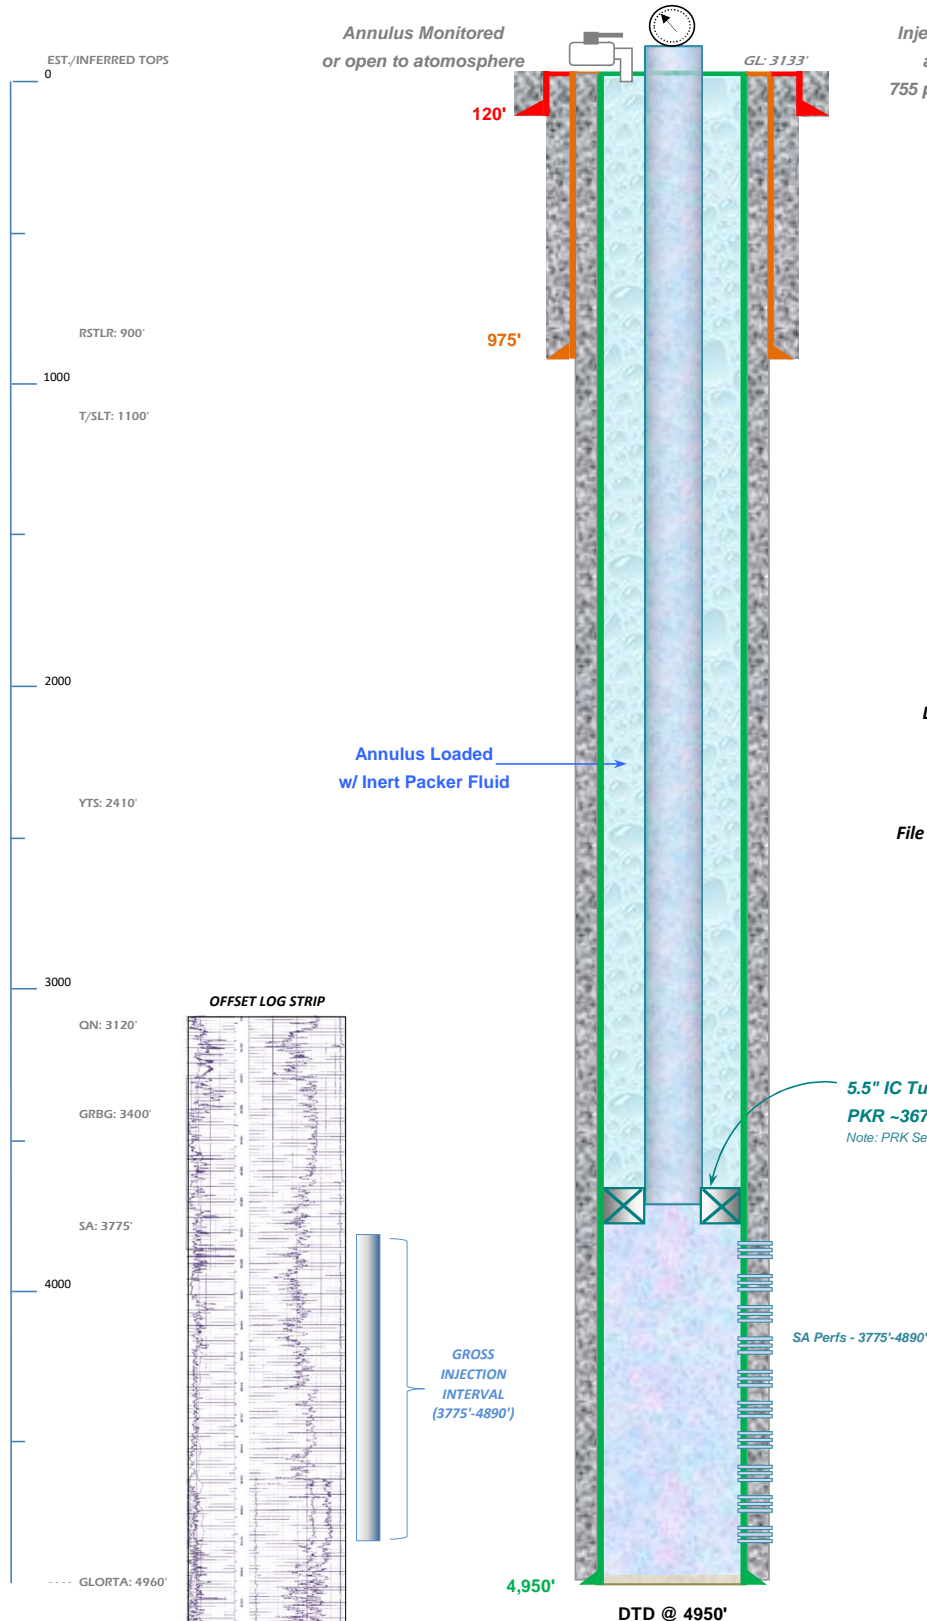 Annulus Monitored
or open to atomosphere
EST./INFERRED TOPS
GL: 3133'
755
0
120'
RSTLR: 900'
975'
1000
T/SLT: 1100'
2000
Annulus Loaded
w/ Inert Packer Fluid
YTS: 2410'
File
3000
OFFSET LOG STRIP
QN: 3120'
GRBG: 3400'
5.5" IC
PKR
Note: PRK
SA: 3775'
4000
SA Perfs - 3775'-4890'
GROSS
INJECTION
INTERVAL
(3775'-4890')
GLORTA: 4960'
4,950'
DTD @ 4950'